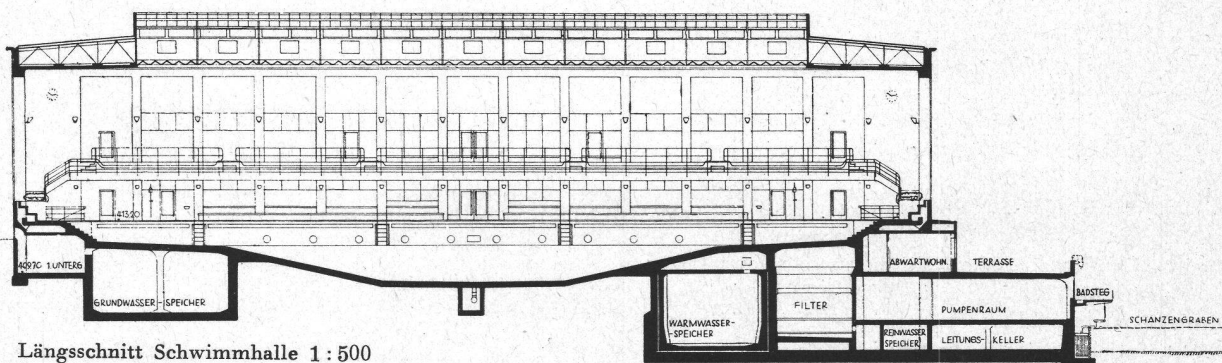 413.20
409.70 1. UNTERG.
GRUNDWASSER-SPEICHER
WARMWASSER-
-SPEICHER
FILTER
ABWARTWOHN.
TERRASSE
PUMPENRAUM
BADSTEG
SCHANZENGRABEN
REINWASSER
SPEICHER
LEITUNGS-KELLER
Längsschnitt Schwimmhalle 1 : 500